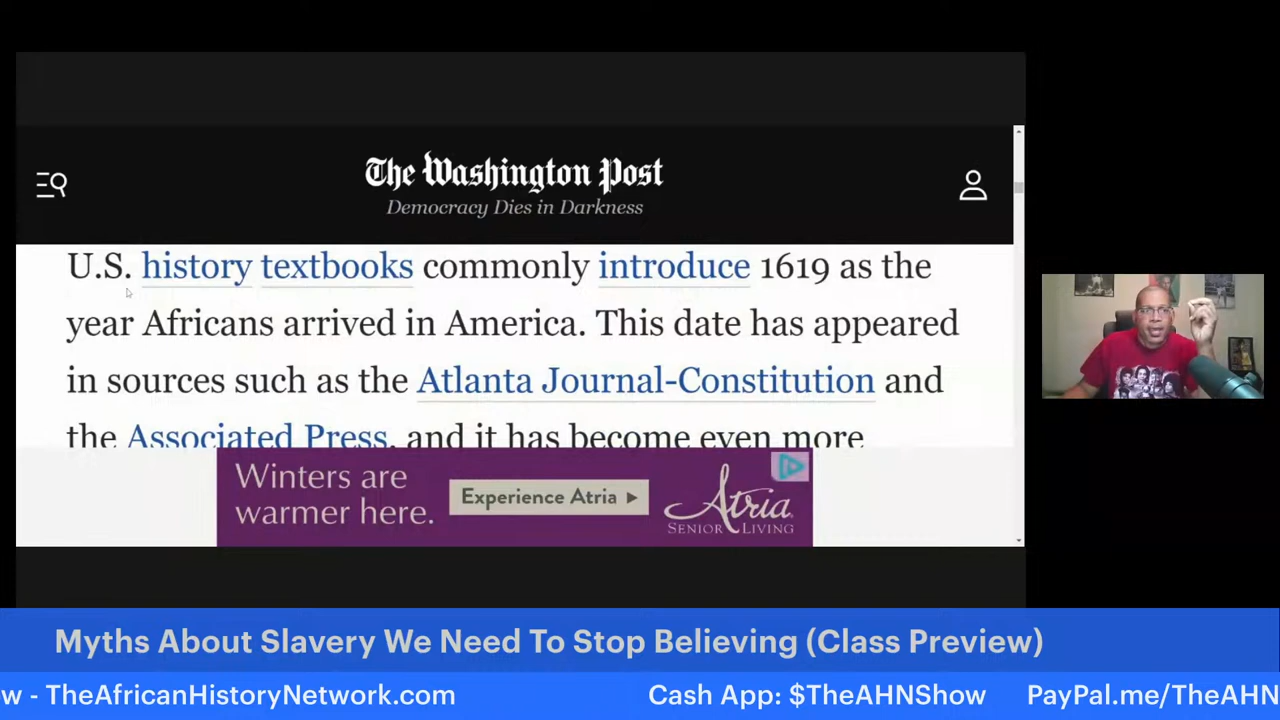 The Washington Post
Democracy Dies in Darkness
U.S. history textbooks commonly introduce 1619 as the
year Africans arrived in America. This date has appeared
in sources such as the Atlanta Journal-Constitution and
the Associated Press, and it has become even more
Winters are
warmer here.
Experience Atria
Atria
SENIOR LIVING
Myths About Slavery We Need To Stop Believing (Class Preview)
w - TheAfricanHistoryNetwork.com Cash App: $TheAHNShow PayPal.me/TheAHN